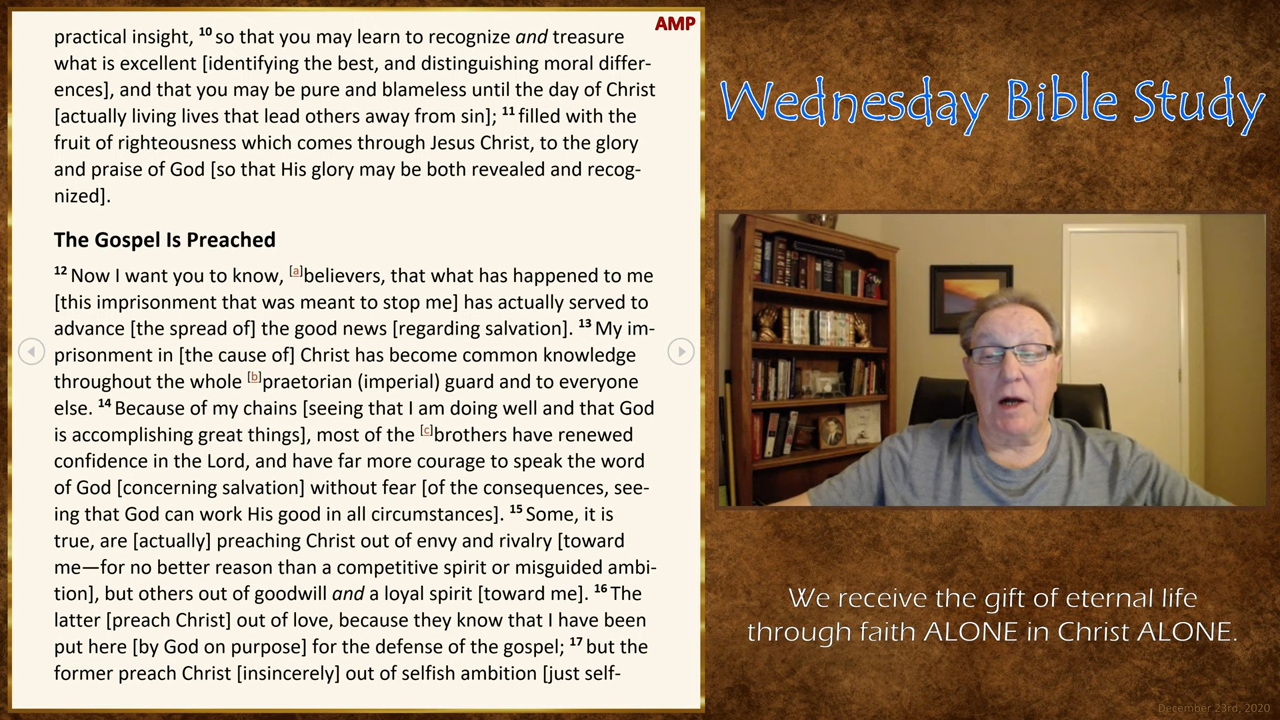 AMP
practical insight, 10 so that you may learn to recognize and treasure
what is excellent [identifying the best, and distinguishing moral differ-
ences], and that you may be pure and blameless until the day of Christ
[actually living lives that lead others away from sin]; 11 filled with the
fruit of righteousness which comes through Jesus Christ, to the glory
and praise of God [so that His glory may be both revealed and recog-
nized].
The Gospel Is Preached
12 Now I want you to know, [a]believers, that what has happened to me
[this imprisonment that was meant to stop me] has actually served to
advance [the spread of] the good news [regarding salvation]. 13 My im-
prisonment in [the cause of] Christ has become common knowledge
throughout the whole [b]praetorian (imperial) guard and to everyone
else. 14 Because of my chains [seeing that I am doing well and that God
is accomplishing great things], most of the [c]brothers have renewed
confidence in the Lord, and have far more courage to speak the word
of God [concerning salvation] without fear [of the consequences, see-
ing that God can work His good in all circumstances]. 15 Some, it is
true, are [actually] preaching Christ out of envy and rivalry [toward
me—for no better reason than a competitive spirit or misguided ambi-
tion], but others out of goodwill and a loyal spirit [toward me]. 16 The
latter [preach Christ] out of love, because they know that I have been
put here [by God on purpose] for the defense of the gospel; 17 but the
former preach Christ [insincerely] out of selfish ambition [just self-
Wednesday Bible Study
We receive the gift of eternal life
through faith ALONE in Christ ALONE.
December 23rd, 2020